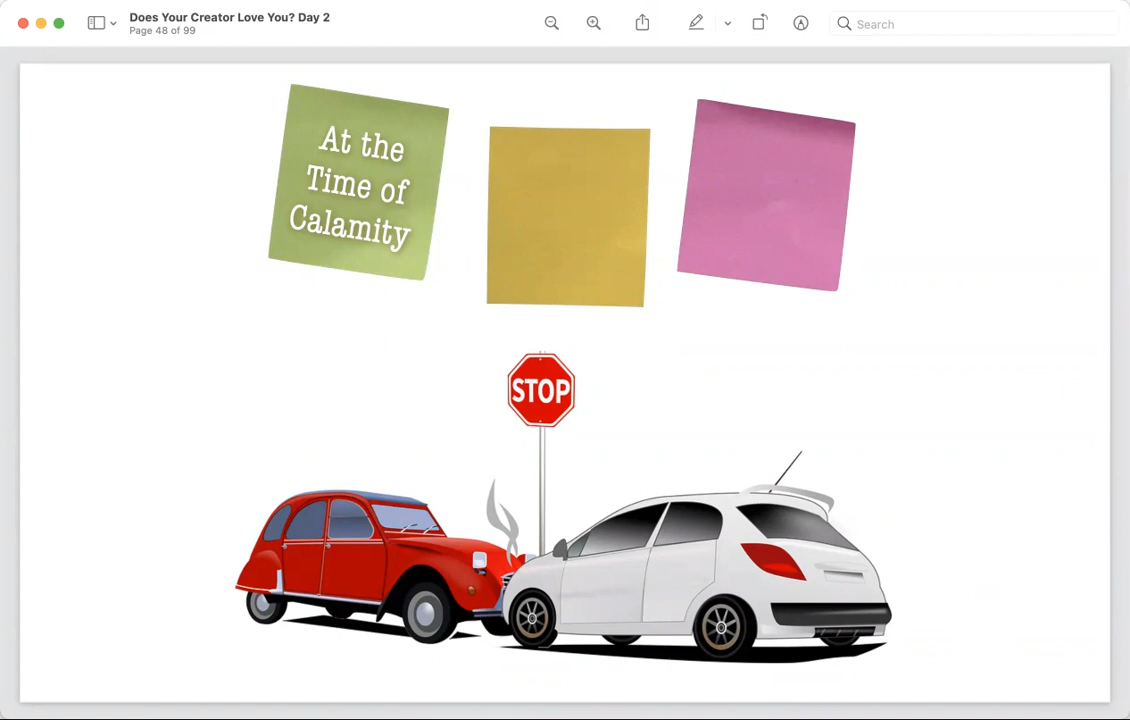 Does Your Creator Love You? Day 2
Page 48 of 99
Search
At the
Time of
Calamity
STOP